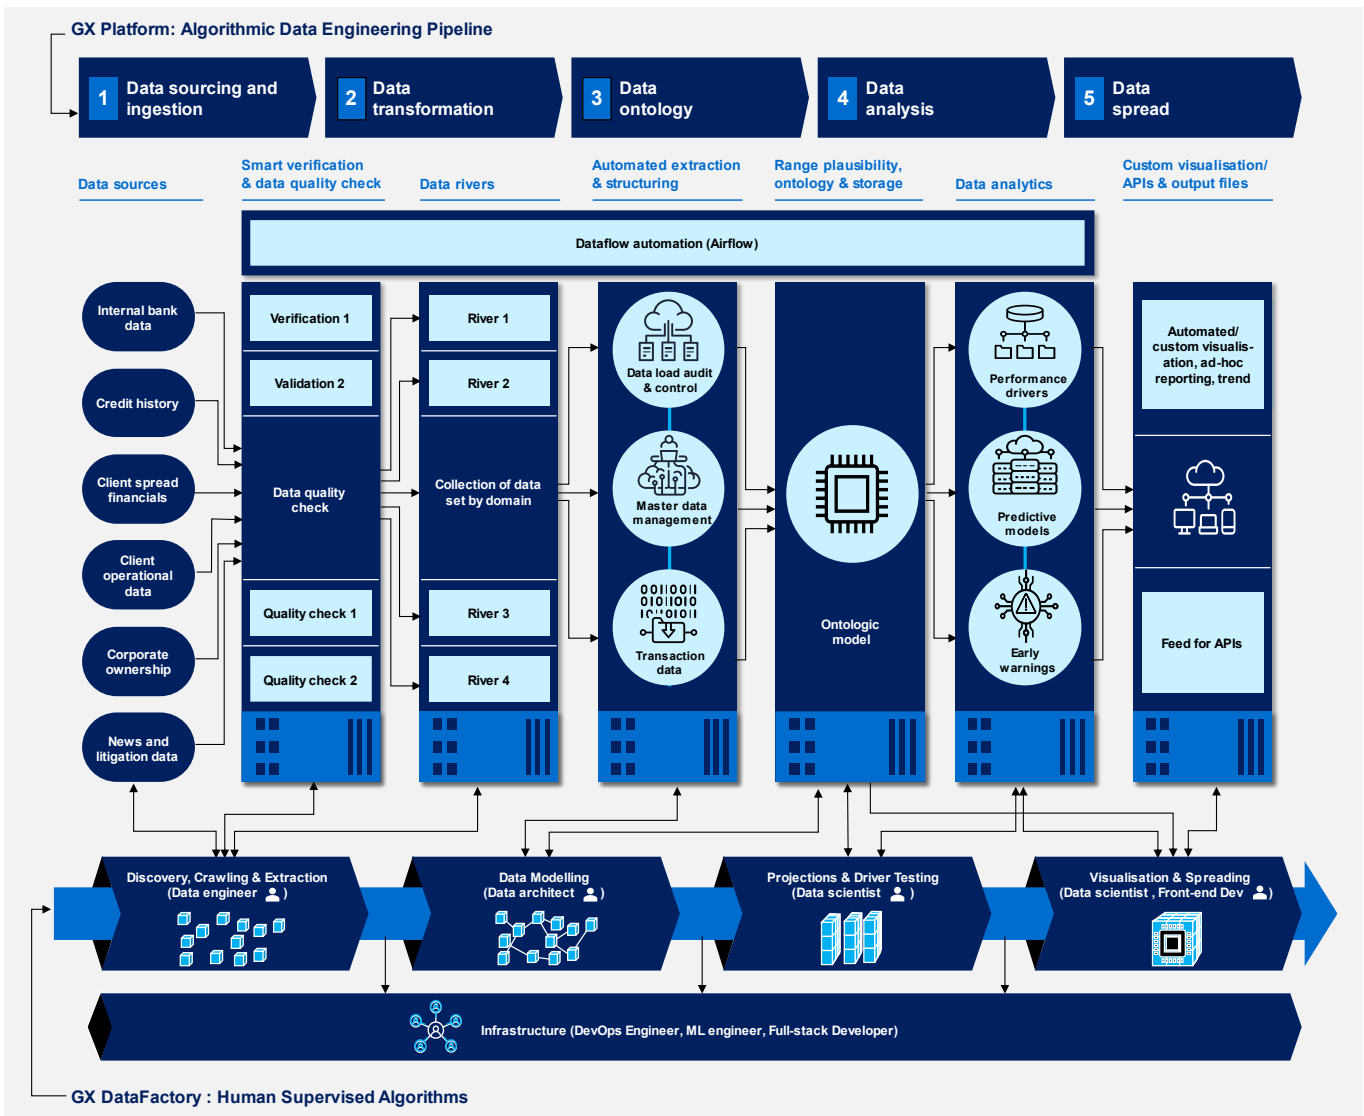 GX Platform: Algorithmic Data Engineering Pipeline
1
Data sourcing and
ingestion
2
Data
transformation
3
Data
ontology
4
Data
analysis
5
Data
spread
Data sources
Smart verification
& data quality check
Data rivers
Automated extraction
& structuring
Range plausibility,
ontology & storage
Data analytics
Custom visualisation/
APIs & output files
Dataflow automation (Airflow)
Internal bank
data
Credit history
Client spread
financials
Client
operational
data
Corporate
ownership
News and
litigation data
Verification 1
Validation 2
Data quality
check
Quality check 1
Quality check 2
River 1
River 2
Collection of data
set by domain
River 3
River 4
Data load audit
& control
Master data
management
OOIIOOII
OIOIIOIO
IOIOOIOII
Transaction
data
Ontologic
model
Performance
drivers
Predictive
models
Early
warnings
Automated/
custom visualis-
ation, ad-hoc
reporting, trend
Feed for APIs
Discovery, Crawling & Extraction
(Data engineer )
Data Modelling
(Data architect )
Projections & Driver Testing
(Data scientist )
Visualisation & Spreading
(Data scientist , Front-end Dev )
Infrastructure (DevOps Engineer, ML engineer, Full-stack Developer)
GX DataFactory : Human Supervised Algorithms